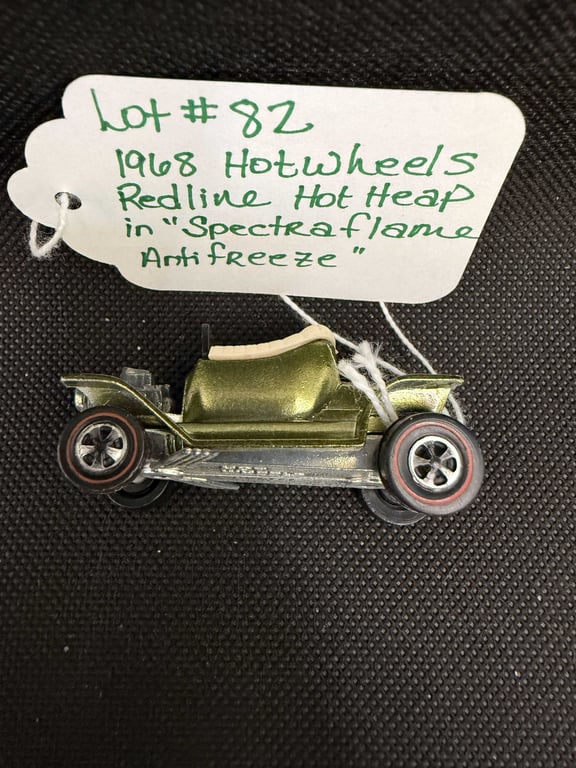 Lot # 82
1968 Hotwheels
Redline Hot Heap
in "Spectraflame
Antifreeze"